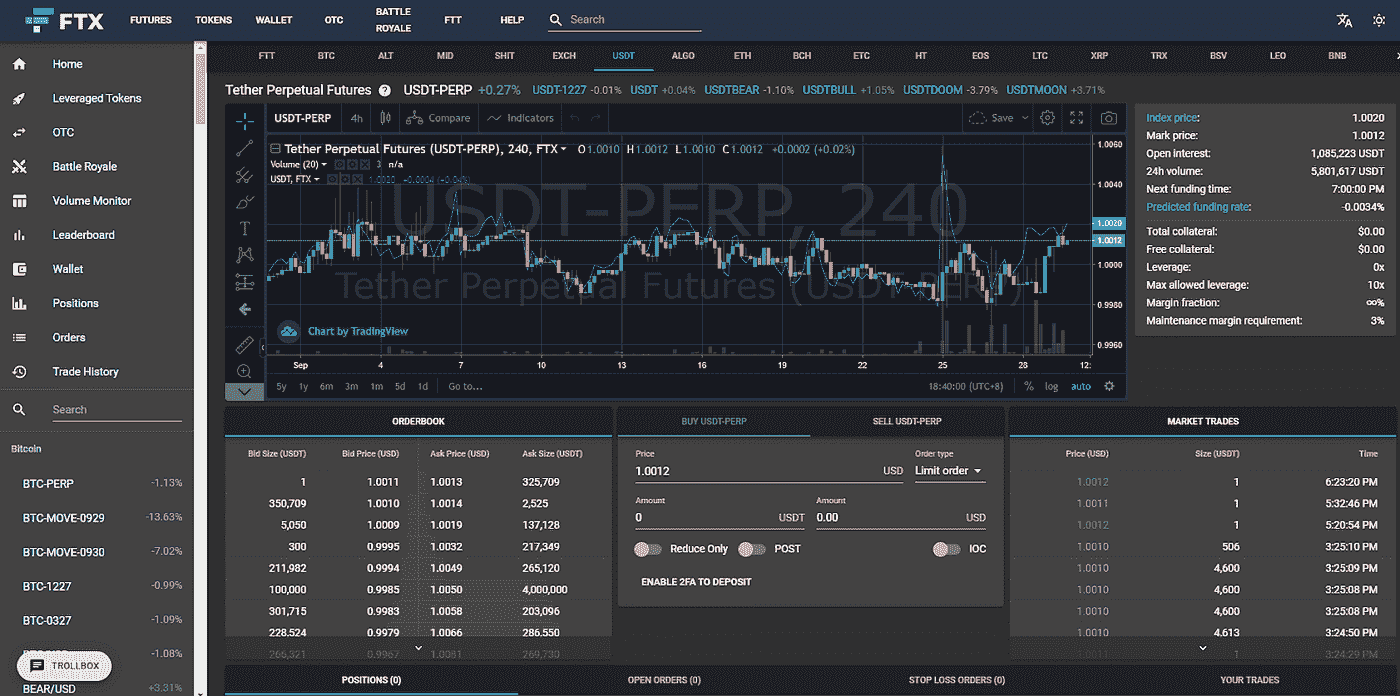 FTX FUTURES TOKENS WALLET OTC BATTLE ROYALE FTT HELP Search
Home
Leveraged Tokens
OTC
Battle Royale
Volume Monitor
Leaderboard
Wallet
Positions
Orders
Trade History
Search
Bitcoin
BTC-PERP -1.13%
BTC-MOVE-0929 -13.63%
BTC-MOVE-0930 -7.02%
BTC-1227 -0.99%
BTC-0327 -1.09%
-1.08%
TROLLBOX
BEAR/USD +3.31%
FTT BTC ALT MID SHIT EXCH USDT ALGO ETH BCH ETC HT EOS LTC XRP TRX BSV LEO BNB
Tether Perpetual Futures USDT-PERP +0.27% USDT-1227 -0.01% USDT +0.04% USDTBEAR -1.10% USDTBULL +1.05% USDTDOOM -3.79% USDTMOON +3.71%
USDT-PERP 4h Compare Indicators Save
Tether Perpetual Futures (USDT-PERP), 240, FTX O 1.0010 H 1.0012 L 1.0010 C 1.0012 +0.0002 (+0.02%)
Volume (20) 3 n/a
USDT, FTX 1.0020 +0.0004 (+0.04%)
USDT-PERP, 240
Tether Perpetual Futures (USDT-PERP)
Chart by TradingView
1.0060
1.0040
1.0020
1.0012
1.0000
0.9980
0.9960
Sep 4 7 10 13 16 19 22 25 28 12:
5y 1y 6m 3m 1m 5d 1d Go to... 18:40:00 (UTC+8) % log auto
Index price: 1.0020
Mark price: 1.0012
Open interest: 1,085,223 USDT
24h volume: 5,801,617 USDT
Next funding time: 7:00:00 PM
Predicted funding rate: -0.0034%
Total collateral: $0.00
Free collateral: $0.00
Leverage: 0x
Max allowed leverage: 10x
Margin fraction: ∞%
Maintenance margin requirement: 3%
ORDERBOOK
Bid Size (USDT) Bid Price (USD) Ask Price (USD) Ask Size (USDT)
1 1.0011 1.0013 325,709
350,709 1.0010 1.0014 2,525
5,050 1.0009 1.0019 137,128
300 0.9995 1.0032 217,349
211,982 0.9994 1.0049 265,120
100,000 0.9985 1.0050 4,000,000
301,715 0.9983 1.0058 203,096
228,524 0.9979 1.0066 286,550
266,321 0.9967 1.0081 269,730
BUY USDT-PERP SELL USDT-PERP
Price Order type
1.0012 USD Limit order
Amount Amount
0 USDT 0.00 USD
Reduce Only POST IOC
ENABLE 2FA TO DEPOSIT
MARKET TRADES
Price (USD) Size (USDT) Time
1.0012 1 6:23:20 PM
1.0011 1 5:32:46 PM
1.0012 1 5:20:54 PM
1.0010 506 3:25:10 PM
1.0010 4,600 3:25:09 PM
1.0010 4,600 3:25:08 PM
1.0010 4,600 3:25:08 PM
1.0010 4,613 3:24:50 PM
1.0011 1 3:24:29 PM
POSITIONS (0) OPEN ORDERS (0) STOP LOSS ORDERS (0) YOUR TRADES